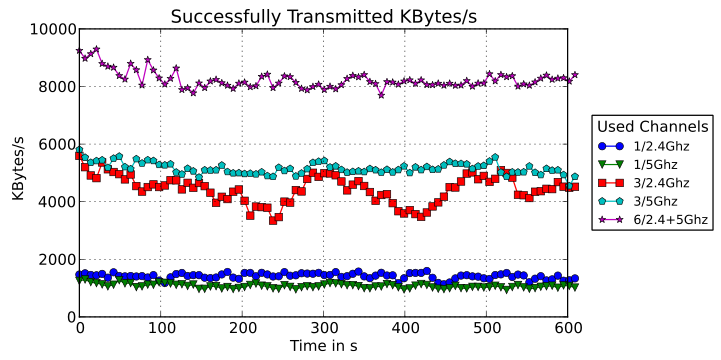 Successfully Transmitted KBytes/s
10000
8000
6000
4000
2000
0
KBytes/s
0
100
200
300
400
500
600
Time in s
Used Channels
1/2.4Ghz
1/5Ghz
3/2.4Ghz
3/5Ghz
6/2.4+5Ghz